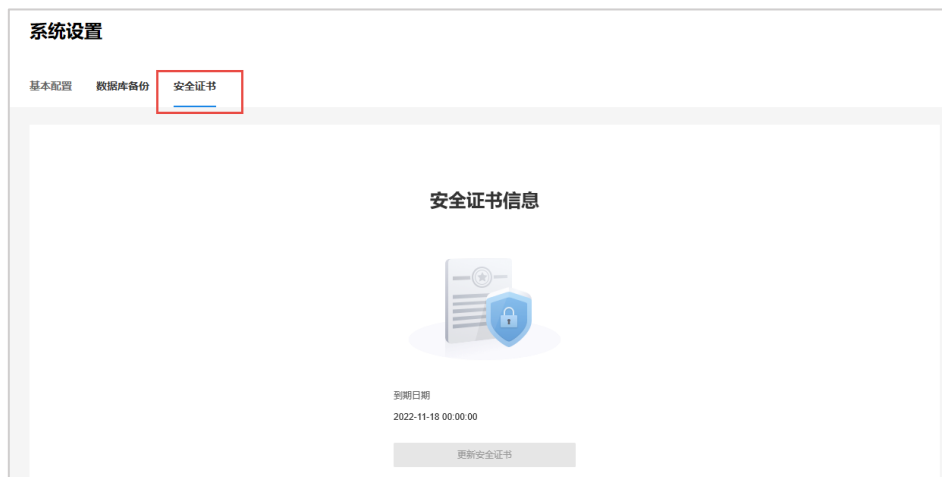 系统设置
基本配置 数据库备份 安全证书
安全证书信息
到期日期
2022-11-18 00:00:00
更新安全证书